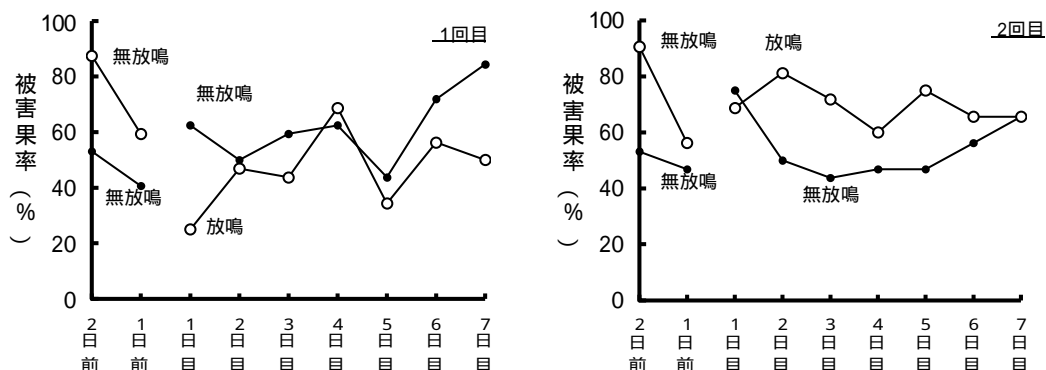 1回目
被害果率(%)
100
80
60
40
20
0
無放鳴
無放鳴
無放鳴
放鳴
2日前
1日前
1日目
2日目
3日目
4日目
5日目
6日目
7日目
2回目
被害果率(%)
100
80
60
40
20
0
無放鳴
放鳴
無放鳴
無放鳴
2日前
1日前
1日目
2日目
3日目
4日目
5日目
6日目
7日目